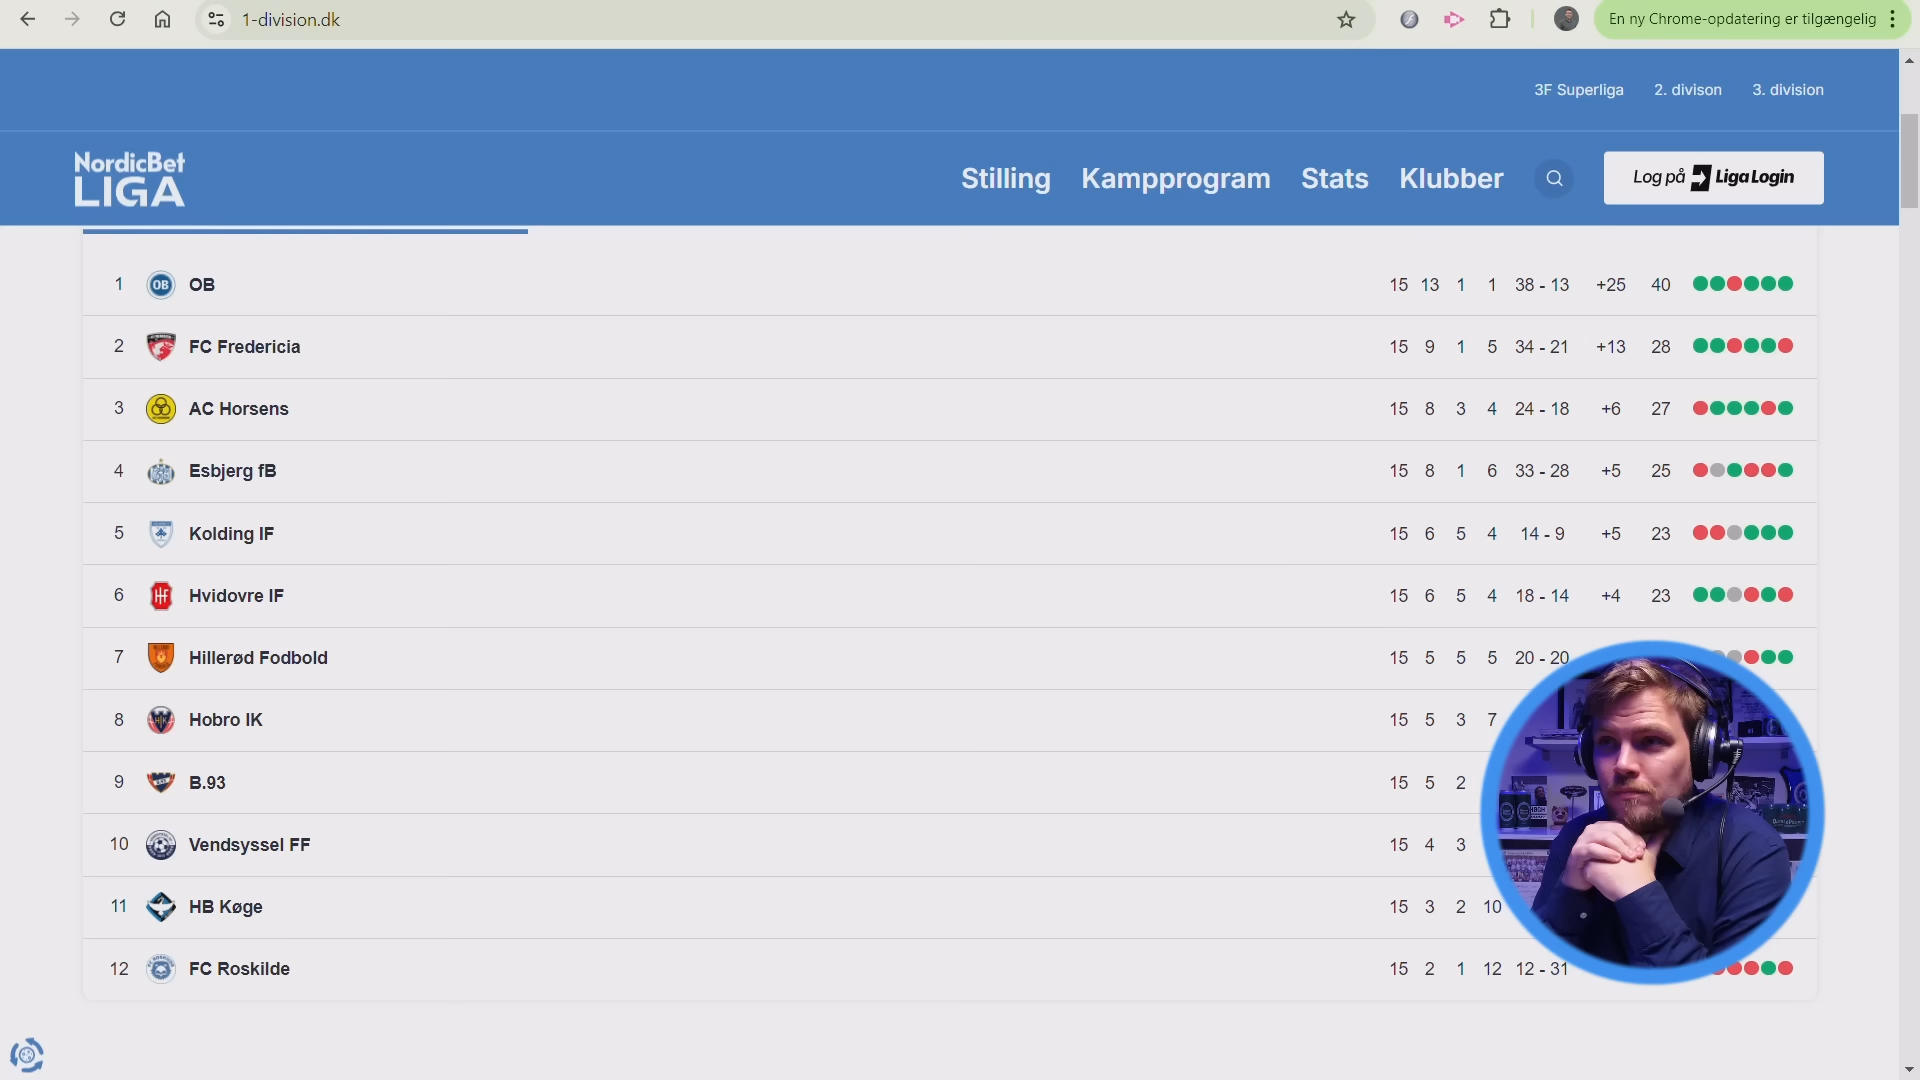 1-division.dk
En ny Chrome-opdatering er tilgængelig
3F Superliga 2. divison 3. division
NordicBet
LIGA
Stilling Kampprogram Stats Klubber
Log på Liga Login
1 OB 15 13 1 1 38 - 13 +25 40
2 FC Fredericia 15 9 1 5 34 - 21 +13 28
3 AC Horsens 15 8 3 4 24 - 18 +6 27
4 Esbjerg fB 15 8 1 6 33 - 28 +5 25
5 Kolding IF 15 6 5 4 14 - 9 +5 23
6 Hvidovre IF 15 6 5 4 18 - 14 +4 23
7 Hillerød Fodbold 15 5 5 5 20 - 20
8 Hobro IK 15 5 3 7
9 B.93 15 5 2
10 Vendsyssel FF 15 4 3
11 HB Køge 15 3 2 10
12 FC Roskilde 15 2 1 12 12 - 31